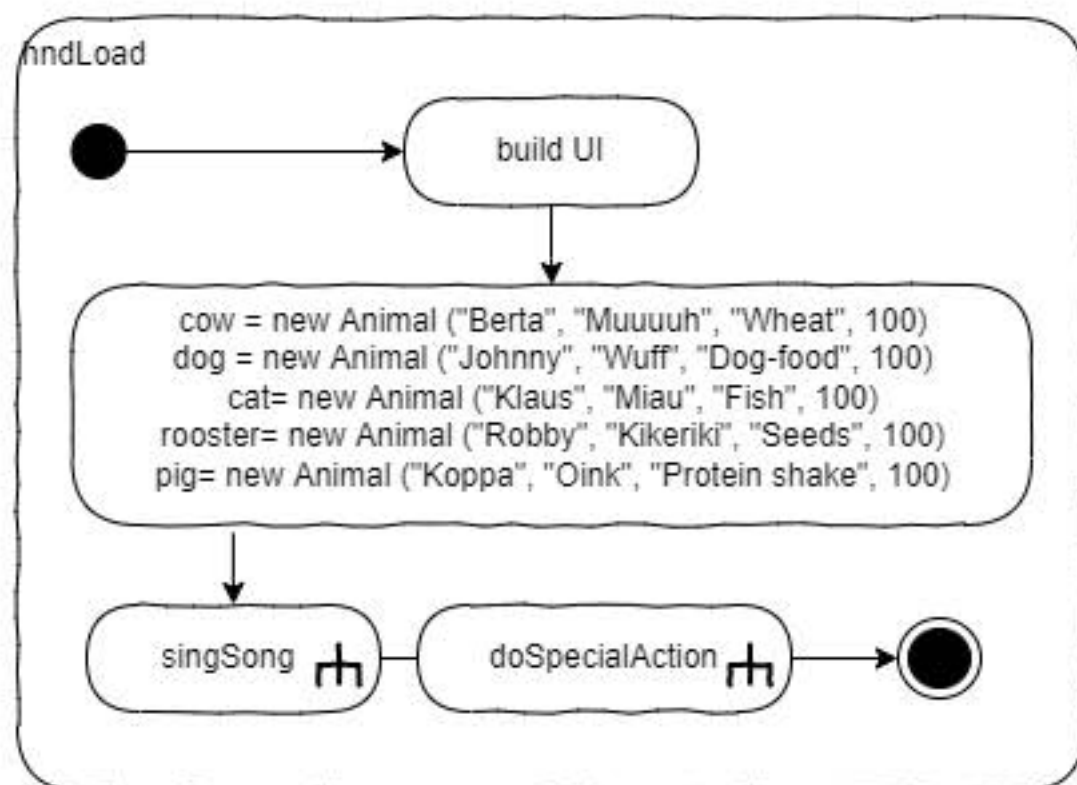 hndLoad
build UI
cow = new Animal ("Berta", "Muuuuh", "Wheat", 100)
dog = new Animal ("Johnny", "Wuff", "Dog-food", 100)
cat= new Animal ("Klaus", "Miau", "Fish", 100)
rooster= new Animal ("Robby", "Kikeriki", "Seeds", 100)
pig= new Animal ("Koppa", "Oink", "Protein shake", 100)
singSong
doSpecialAction